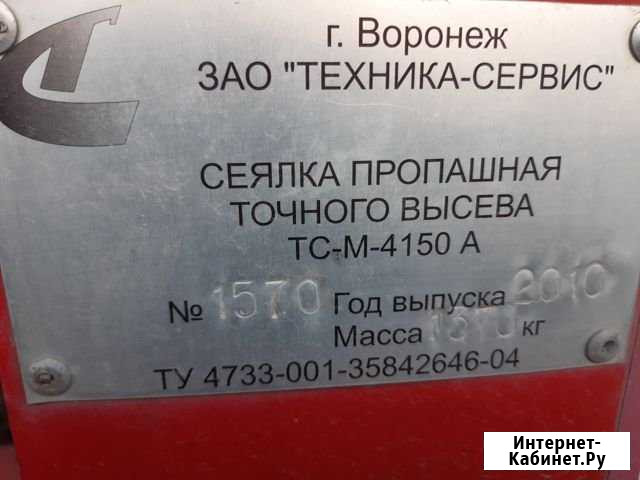 г. Воронеж
ЗАО "ТЕХНИКА-СЕРВИС"
СЕЯЛКА ПРОПАШНАЯ
ТОЧНОГО ВЫСЕВА
ТС-М-4150 А
№ 1570 Год выпуска 2010
Масса кг
ТУ 4733-001-35842646-04
Интернет-
Кабинет.Ру